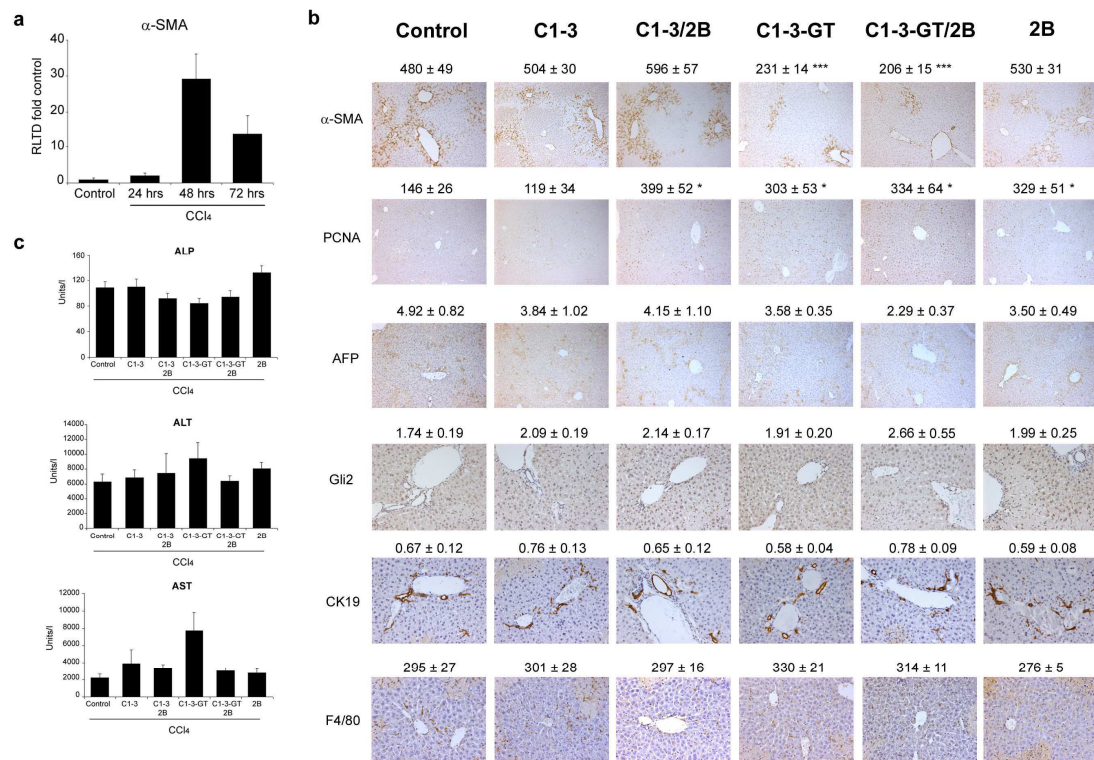 a
α-SMA
RLTD fold control
40
30
20
10
0
Control
24 hrs
48 hrs
72 hrs
CCl₄
b
Control
C1-3
C1-3/2B
C1-3-GT
C1-3-GT/2B
2B
480 ± 49
504 ± 30
596 ± 57
231 ± 14 ***
206 ± 15 ***
530 ± 31
α-SMA
146 ± 26
119 ± 34
399 ± 52 *
303 ± 53 *
334 ± 64 *
329 ± 51 *
PCNA
4.92 ± 0.82
3.84 ± 1.02
4.15 ± 1.10
3.58 ± 0.35
2.29 ± 0.37
3.50 ± 0.49
AFP
1.74 ± 0.19
2.09 ± 0.19
2.14 ± 0.17
1.91 ± 0.20
2.66 ± 0.55
1.99 ± 0.25
Gli2
0.67 ± 0.12
0.76 ± 0.13
0.65 ± 0.12
0.58 ± 0.04
0.78 ± 0.09
0.59 ± 0.08
CK19
295 ± 27
301 ± 28
297 ± 16
330 ± 21
314 ± 11
276 ± 5
F4/80
c
ALP
Units/l
160
120
80
40
0
Control
C1-3
C1-3
2B
C1-3-GT
C1-3-GT
2B
2B
CCl₄
ALT
Units/l
14000
12000
10000
8000
6000
4000
2000
0
Control
C1-3
C1-3
2B
C1-3-GT
C1-3-GT
2B
2B
CCl₄
AST
Units/l
12000
10000
8000
6000
4000
2000
0
Control
C1-3
C1-3
2B
C1-3-GT
C1-3-GT
2B
2B
CCl₄